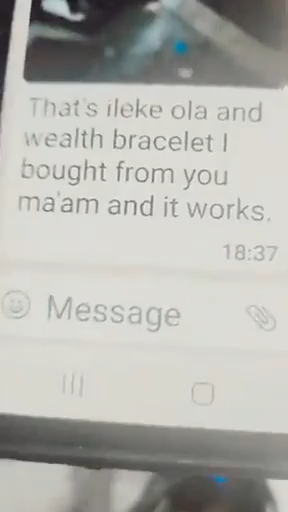 That's ileke ola and
wealth bracelet I
bought from you
ma'am and it works.
18:37
Message